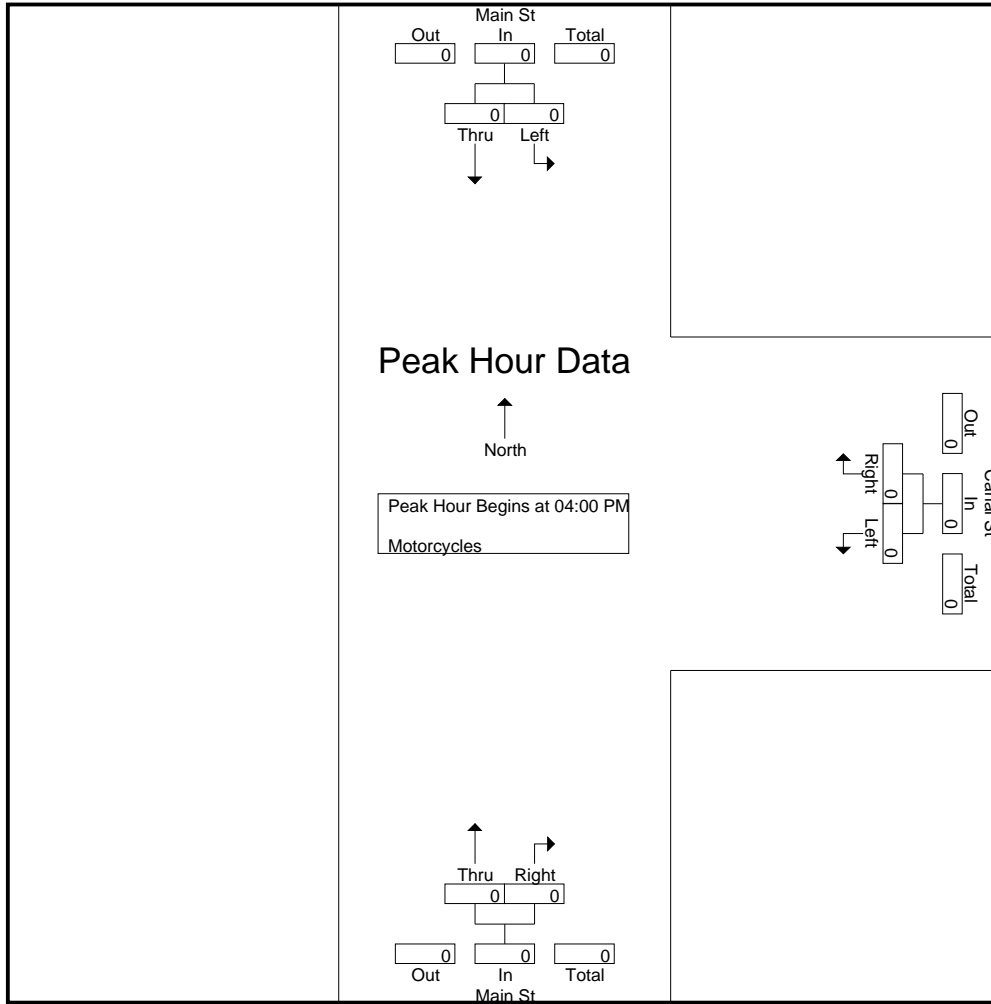 Main St
Out In Total
0 0 0
0 0
Thru Left
Peak Hour Data
North
Peak Hour Begins at 04:00 PM
Motorcycles
Canal St
Out In Total
0 0 0
Right Left
0 0
Thru Right
0 0
0 0 0
Out In Total
Main St